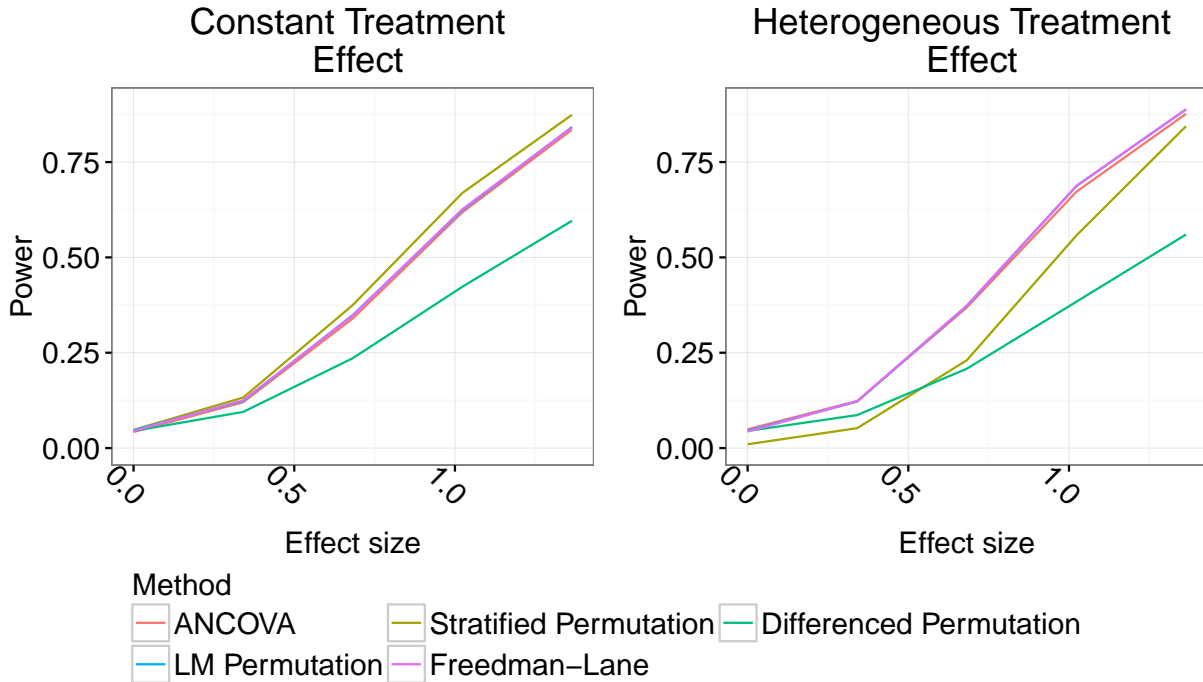 Constant Treatment
Effect
Heterogeneous Treatment
Effect
Power
0.75
0.50
0.25
0.00
0.0
0.5
1.0
Effect size
Power
0.75
0.50
0.25
0.00
0.0
0.5
1.0
Effect size
Method
ANCOVA
Stratified Permutation
Differenced Permutation
LM Permutation
Freedman−Lane